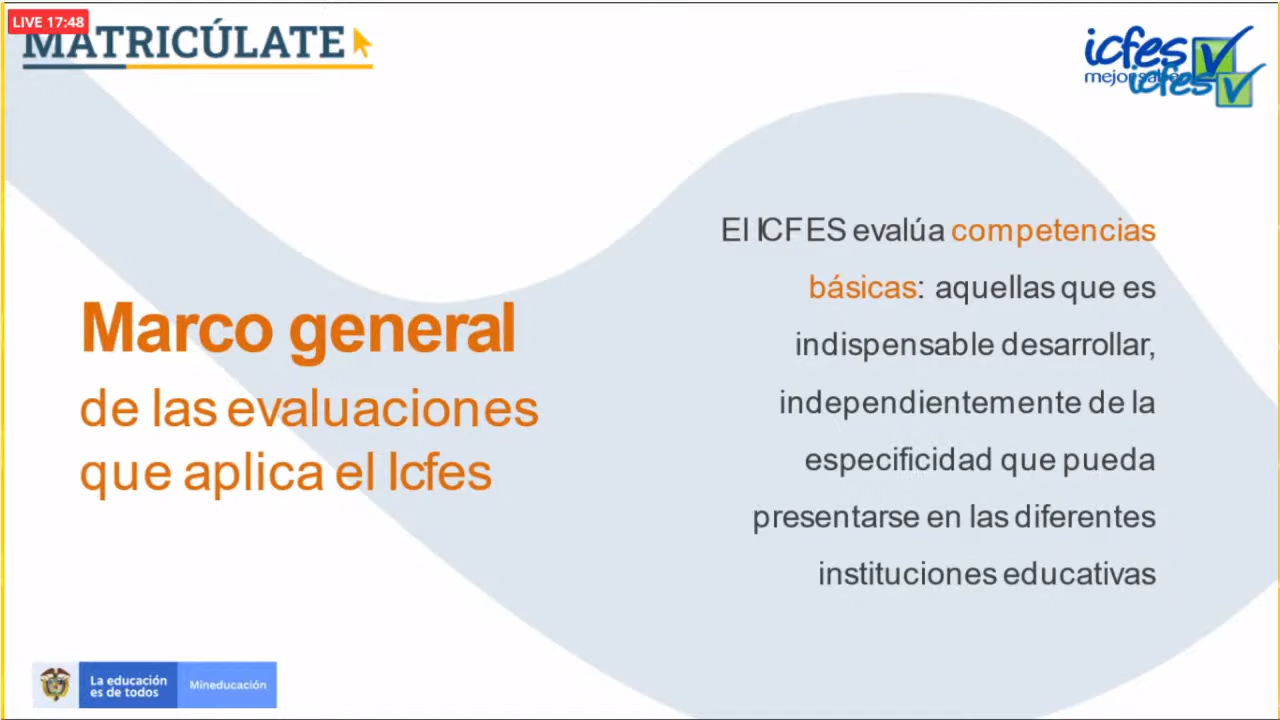 LIVE 17:48
MATRICÚLATE
icfes
mejor saber
icfes
Marco general
de las evaluaciones
que aplica el Icfes
El ICFES evalúa competencias
básicas: aquellas que es
indispensable desarrollar,
independientemente de la
especificidad que pueda
presentarse en las diferentes
instituciones educativas
La educación
es de todos
Mineducación